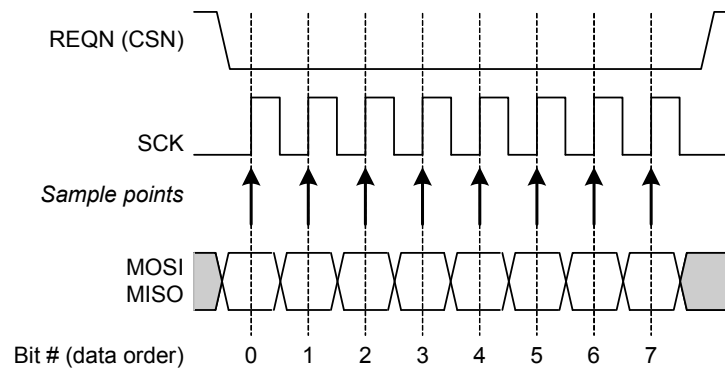 REQN (CSN)
SCK
Sample points
MOSI
MISO
Bit # (data order) 0 1 2 3 4 5 6 7